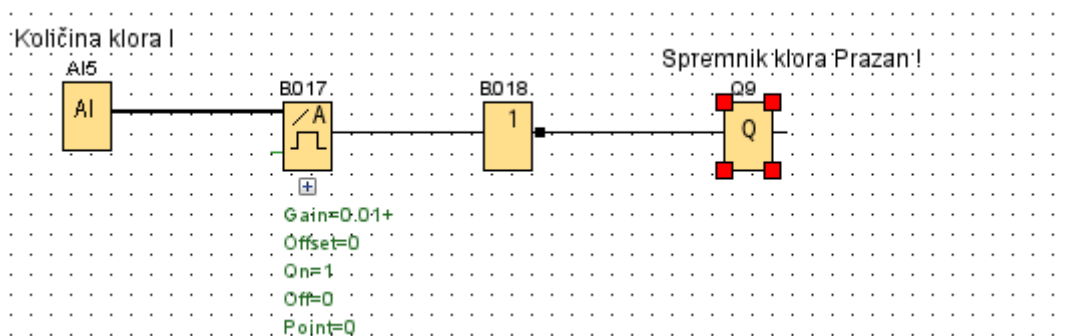 Količina klora !
AI5
AI
B017
/A
B018
1
Spremnik klora Prazan !
Q9
Q
Gain=0.01+
Offset=0
On=1
Off=0
Point=0